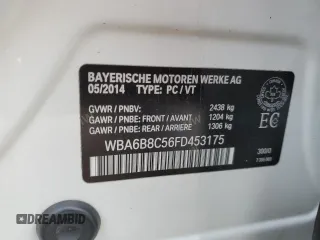 BAYERISCHE MOTOREN WERKE AG
05/2014 TYPE: PC / VT
GVWR / PNBV: 2438 kg
GAWR / PNBE: FRONT / AVANT 1204 kg
GAWR / PNBE: REAR / ARRIERE 1306 kg
EC
WBA6B8C56FD453175
DREAMBID